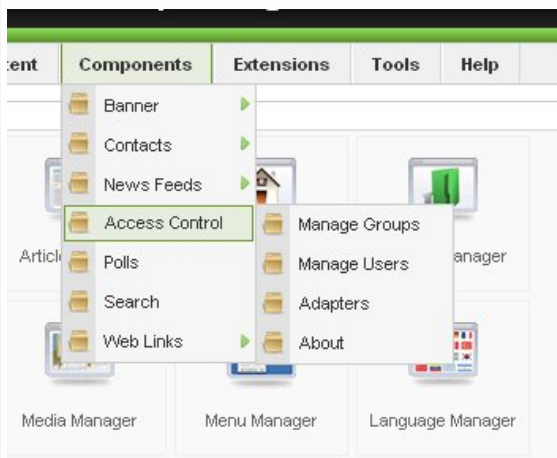 Components Extensions Tools Help
Banner
Contacts
News Feeds
Access Control
Manage Groups
Polls
Manage Users
Search
Adapters
Web Links
About
Media Manager Menu Manager Language Manager